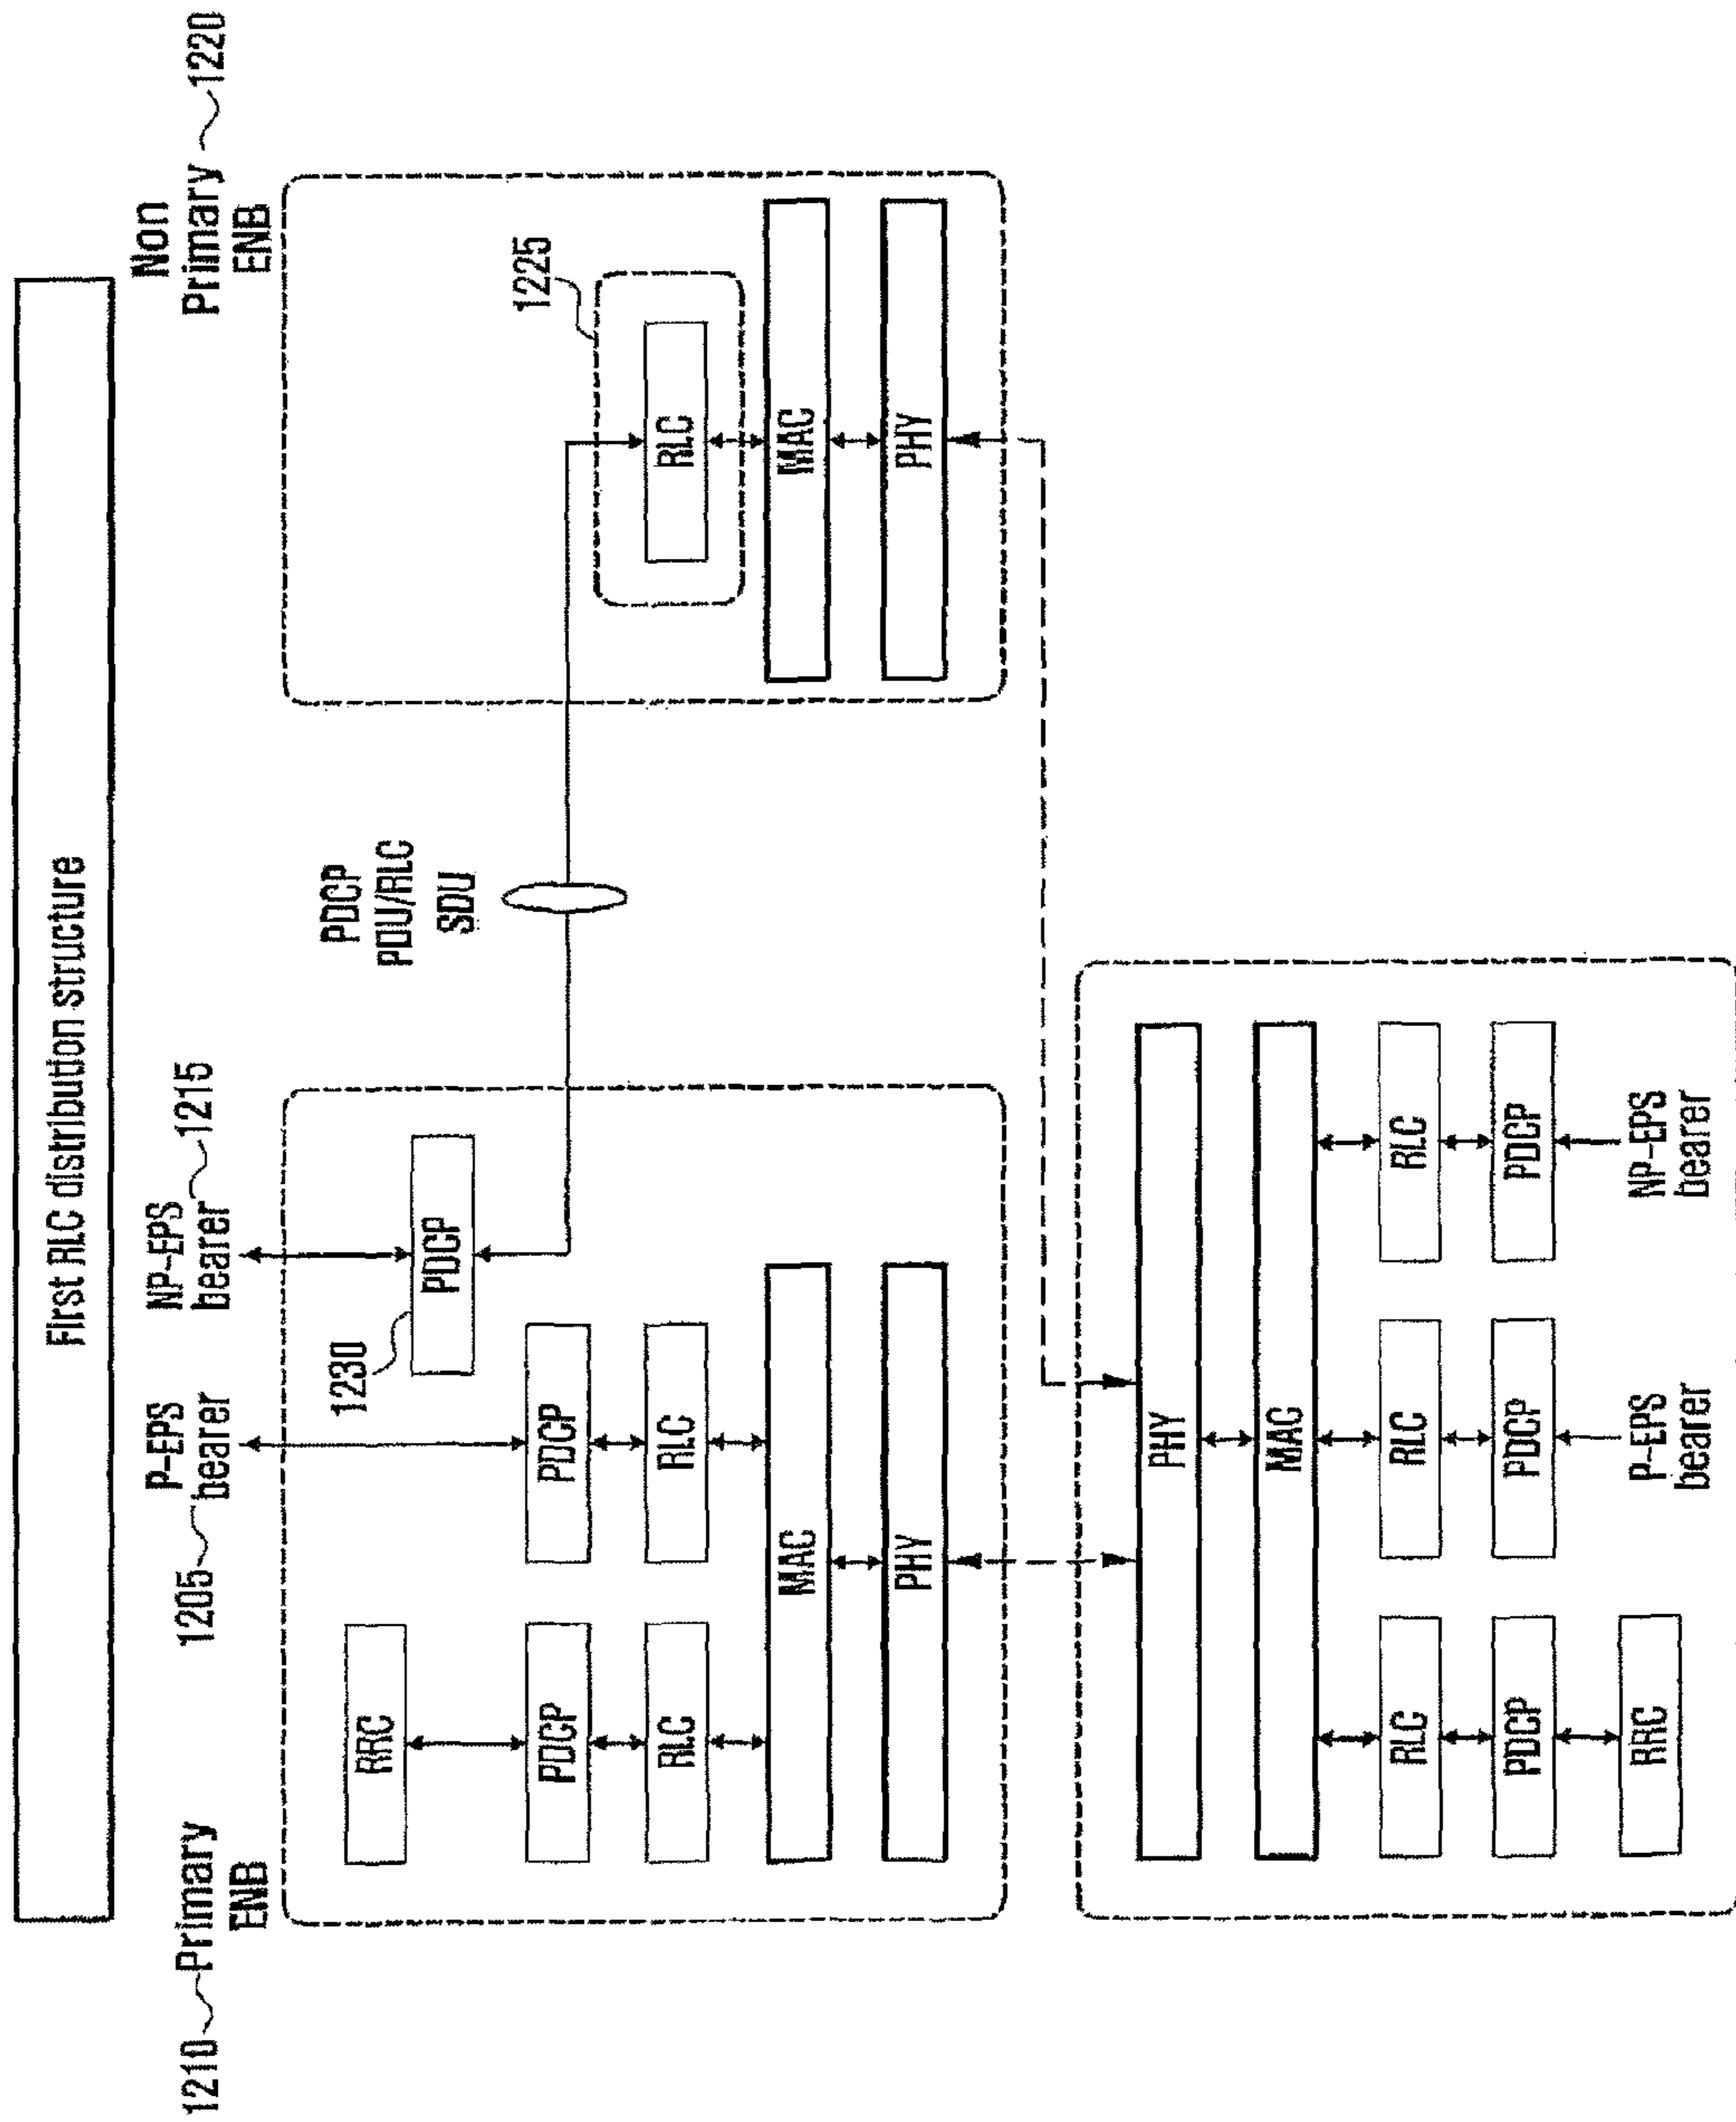 First RLC distribution structure
1210
Primary
ENB
1205
P-EPS
bearer
NP-EPS
bearer
1215
Non
Primary
ENB
1220
RRC
PDCP
RLC
PDCP
RLC
1230
PDCP
MAC
PHY
PDCP
PDU/RLC
SDU
1225
RLC
MAC
PHY
PHY
MAC
RLC
RLC
RLC
PDCP
PDCP
PDCP
RRC
P-EPS
bearer
NP-EPS
bearer